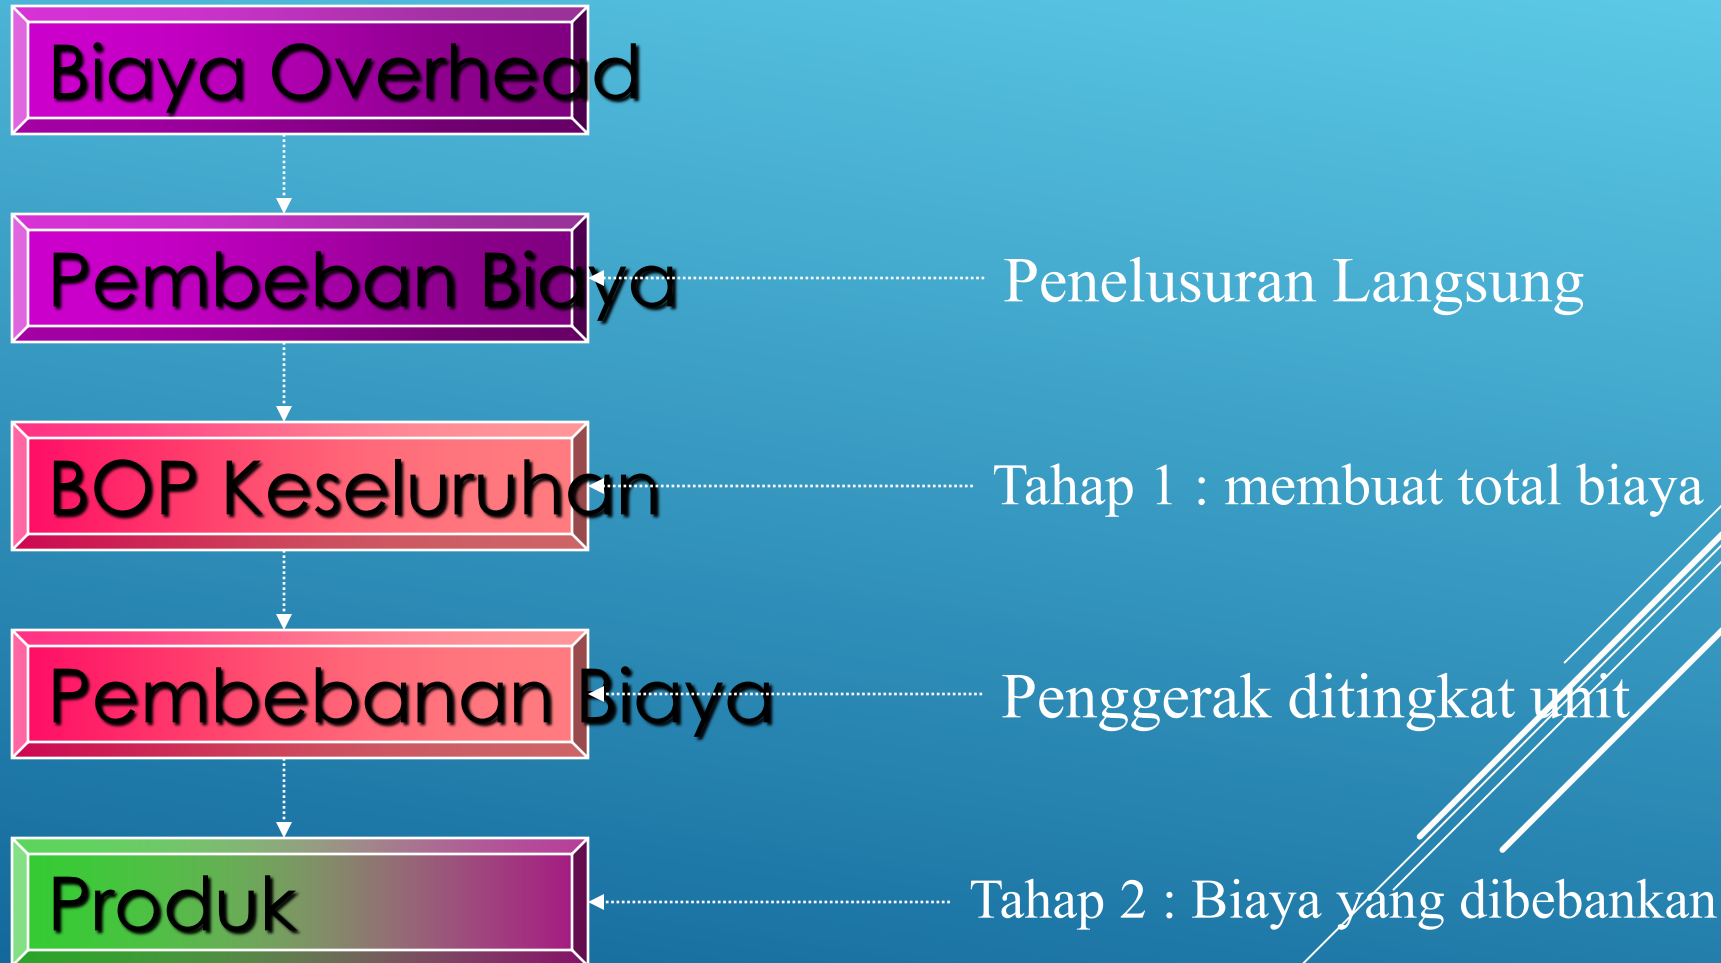 Biaya Overhead
Pembeban Biaya
Penelusuran Langsung
BOP Keseluruhan
Tahap 1 : membuat total biaya
Pembebanan Biaya
Penggerak ditingkat unit
Produk
Tahap 2 : Biaya yang dibebankan